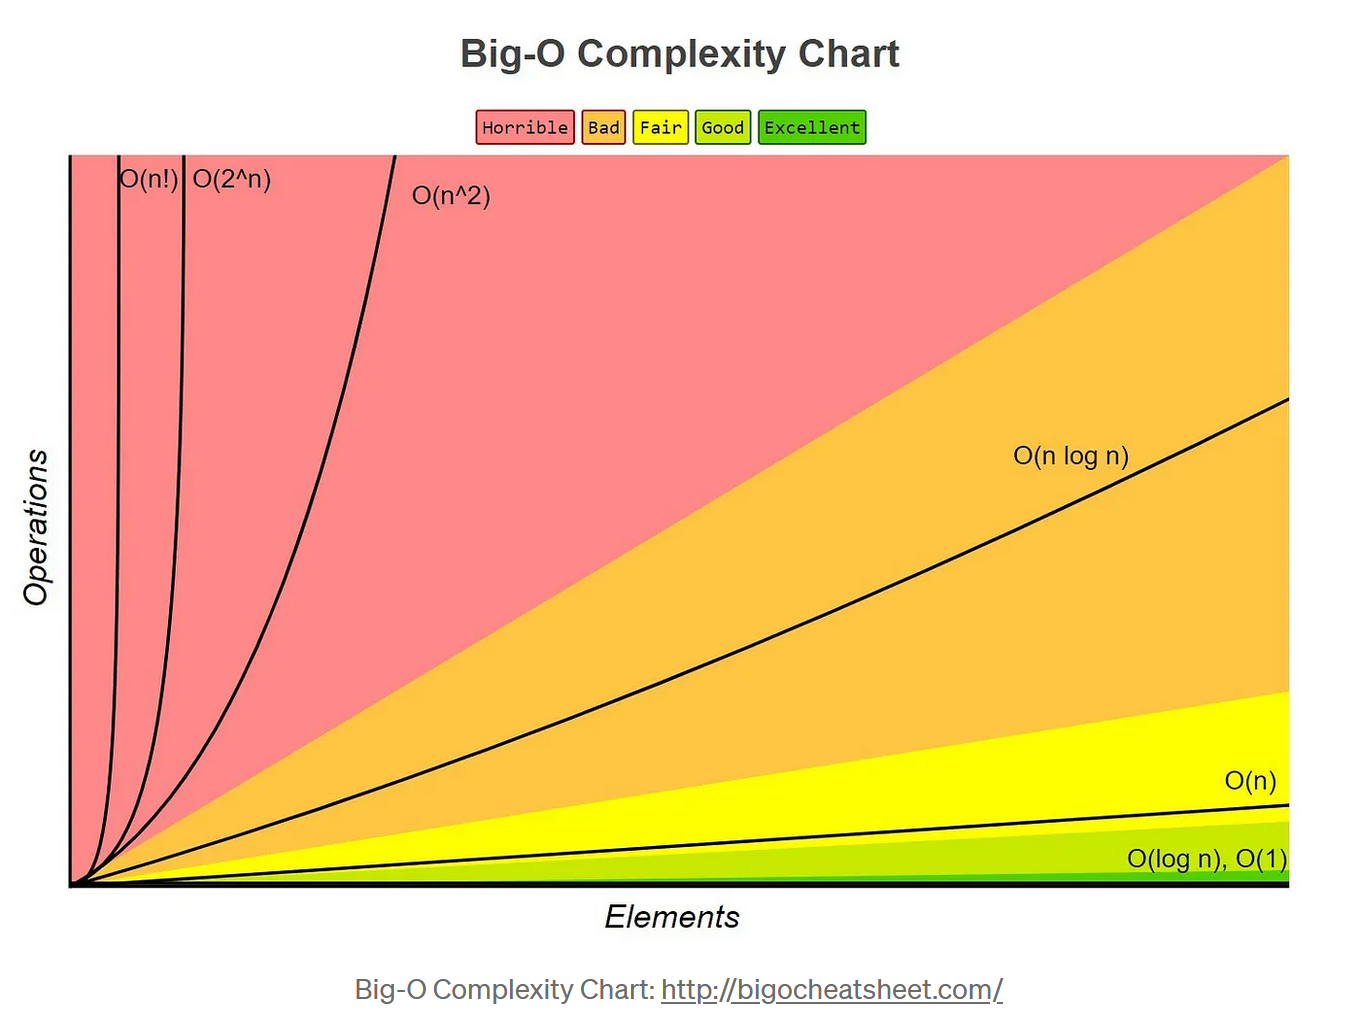 Big-O Complexity Chart
Horrible Bad Fair Good Excellent
O(n!) O(2^n)
O(n^2)
O(n log n)
Operations
O(n)
O(log n), O(1)
Elements
Big-O Complexity Chart: http://bigocheatsheet.com/